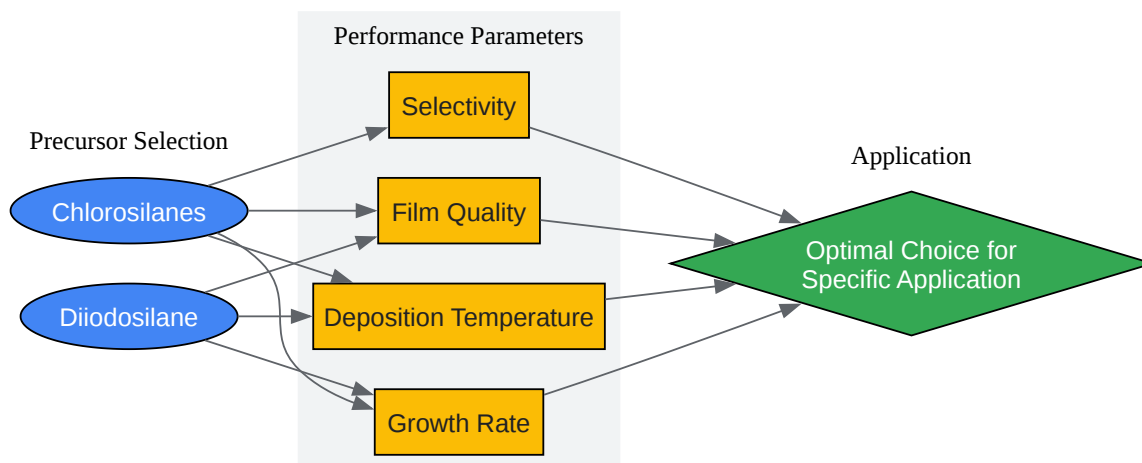 Precursor Selection
Chlorosilanes
Diiodosilane
Performance Parameters
Selectivity
Film Quality
Deposition Temperature
Growth Rate
Application
Optimal Choice for
Specific Application